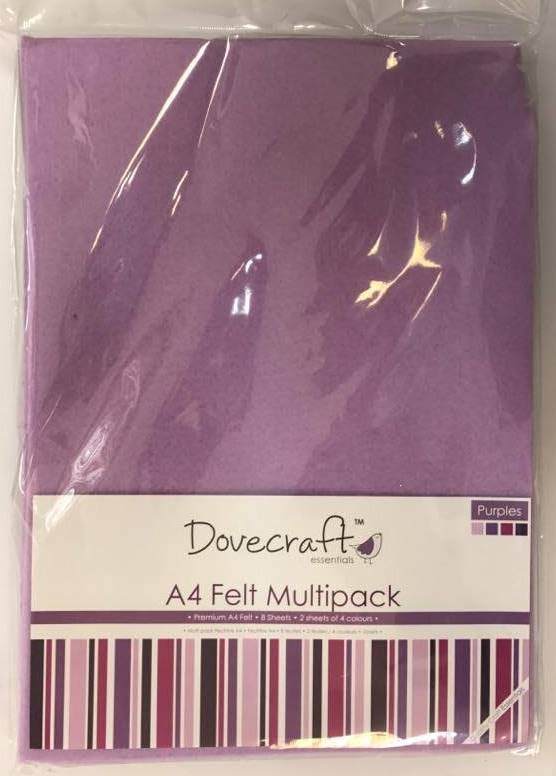 Purples
Dovecraft™
essentials
A4 Felt Multipack
• Premium A4 Felt • 8 Sheets • 2 sheets of 4 colours •